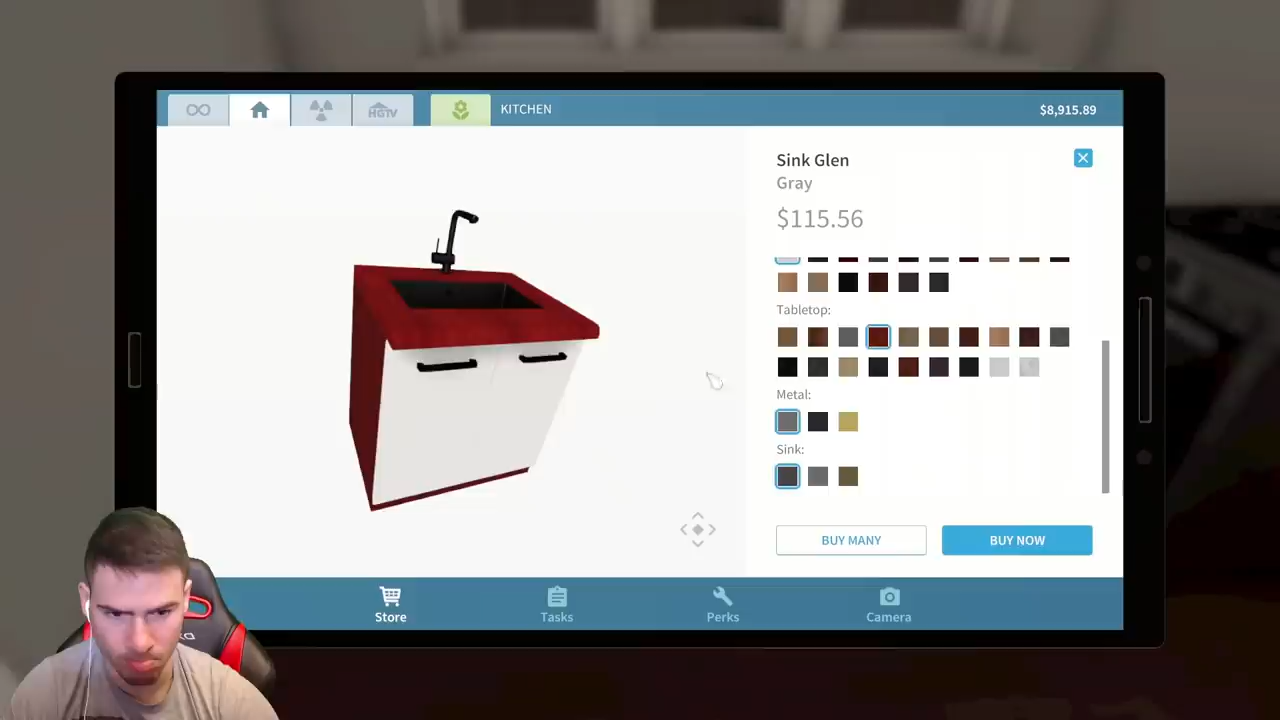 HGTV
KITCHEN
$8,915.89
Sink Glen
Gray
$115.56
Tabletop:
Metal:
Sink:
BUY MANY
BUY NOW
Store
Tasks
Perks
Camera